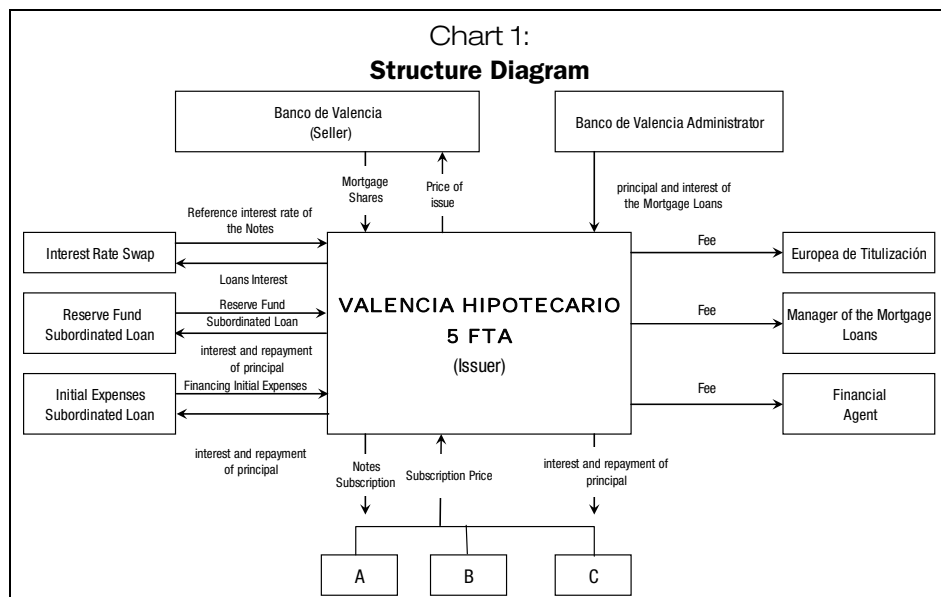 Chart 1:
Structure Diagram
Banco de Valencia
(Seller)
Banco de Valencia Administrator
Mortgage
Shares
Price of
issue
principal and interest of
the Mortgage Loans
Reference interest rate of
the Notes
Interest Rate Swap
Loans Interest
Reserve Fund
Subordinated Loan
Reserve Fund
Subordinated Loan
interest and repayment
of principal
Financing Initial Expenses
Initial Expenses
Subordinated Loan
interest and repayment
of principal
VALENCIA HIPOTECARIO
5 FTA
(Issuer)
Fee
Europea de Titulización
Fee
Manager of the Mortgage
Loans
Fee
Financial
Agent
Notes
Subscription
Subscription Price
interest and repayment of
principal
A
B
C